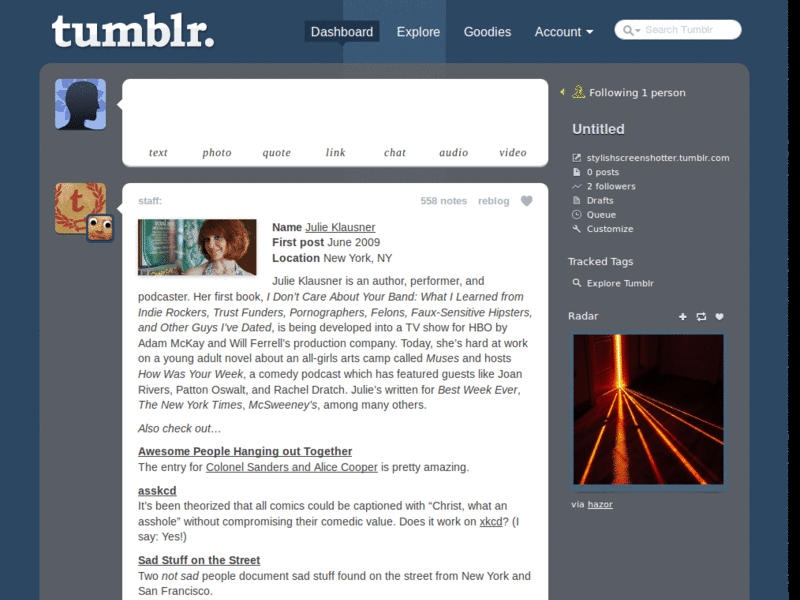 tumblr.
Dashboard Explore Goodies Account Search Tumblr
text photo quote link chat audio video
staff: 558 notes reblog
Name Julie Klausner
First post June 2009
Location New York, NY
Julie Klausner is an author, performer, and
podcaster. Her first book, I Don’t Care About Your Band: What I Learned from
Indie Rockers, Trust Funders, Pornographers, Felons, Faux-Sensitive Hipsters,
and Other Guys I’ve Dated, is being developed into a TV show for HBO by
Adam McKay and Will Ferrell’s production company. Today, she’s hard at work
on a young adult novel about an all-girls arts camp called Muses and hosts
How Was Your Week, a comedy podcast which has featured guests like Joan
Rivers, Patton Oswalt, and Rachel Dratch. Julie’s written for Best Week Ever,
The New York Times, McSweeney’s, among many others.
Also check out…
Awesome People Hanging out Together
The entry for Colonel Sanders and Alice Cooper is pretty amazing.
asskcd
It’s been theorized that all comics could be captioned with “Christ, what an
asshole” without compromising their comedic value. Does it work on xkcd? (I
say: Yes!)
Sad Stuff on the Street
Two not sad people document sad stuff found on the street from New York and
San Francisco.
Following 1 person
Untitled
stylishscreenshotter.tumblr.com
0 posts
2 followers
Drafts
Queue
Customize
Tracked Tags
Explore Tumblr
Radar
via hazor
t